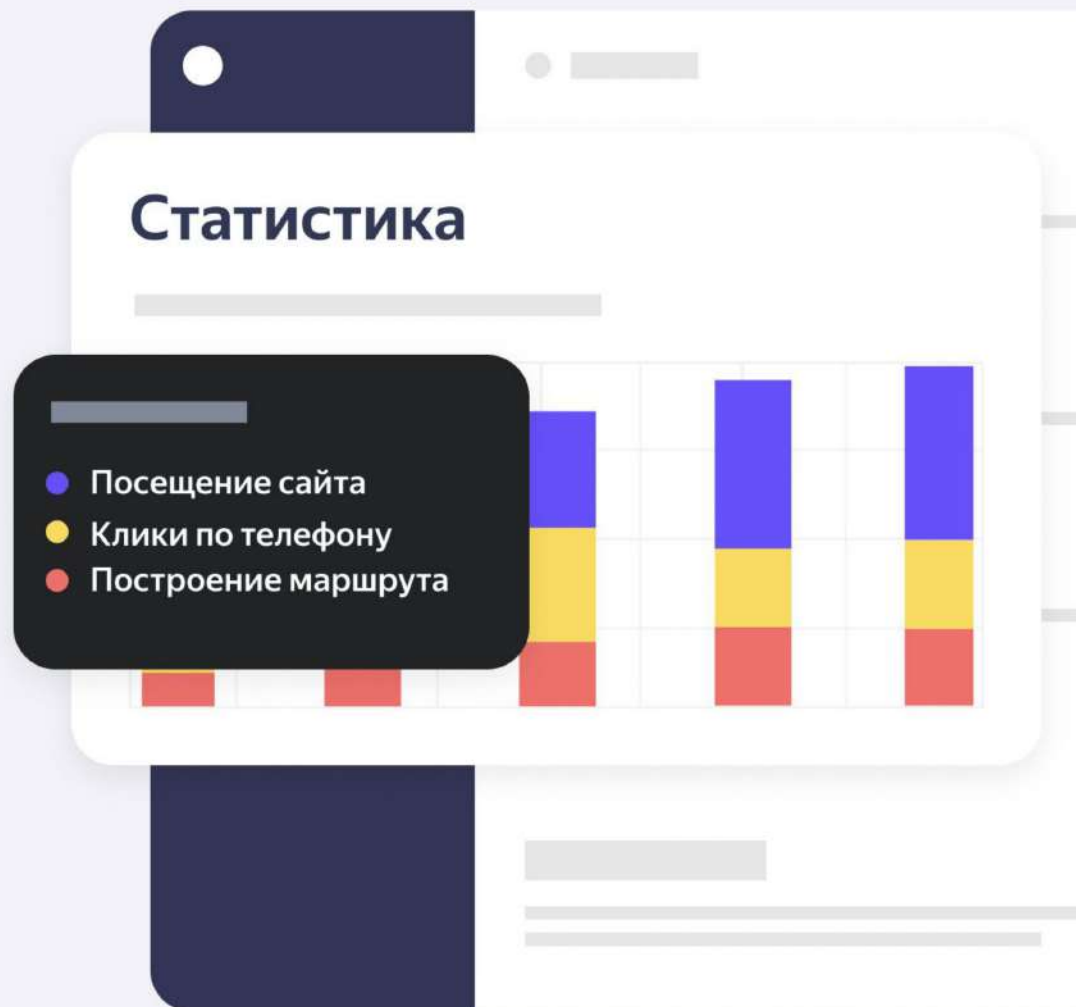 Статистика
Посещение сайта
Клики по телефону
Построение маршрута